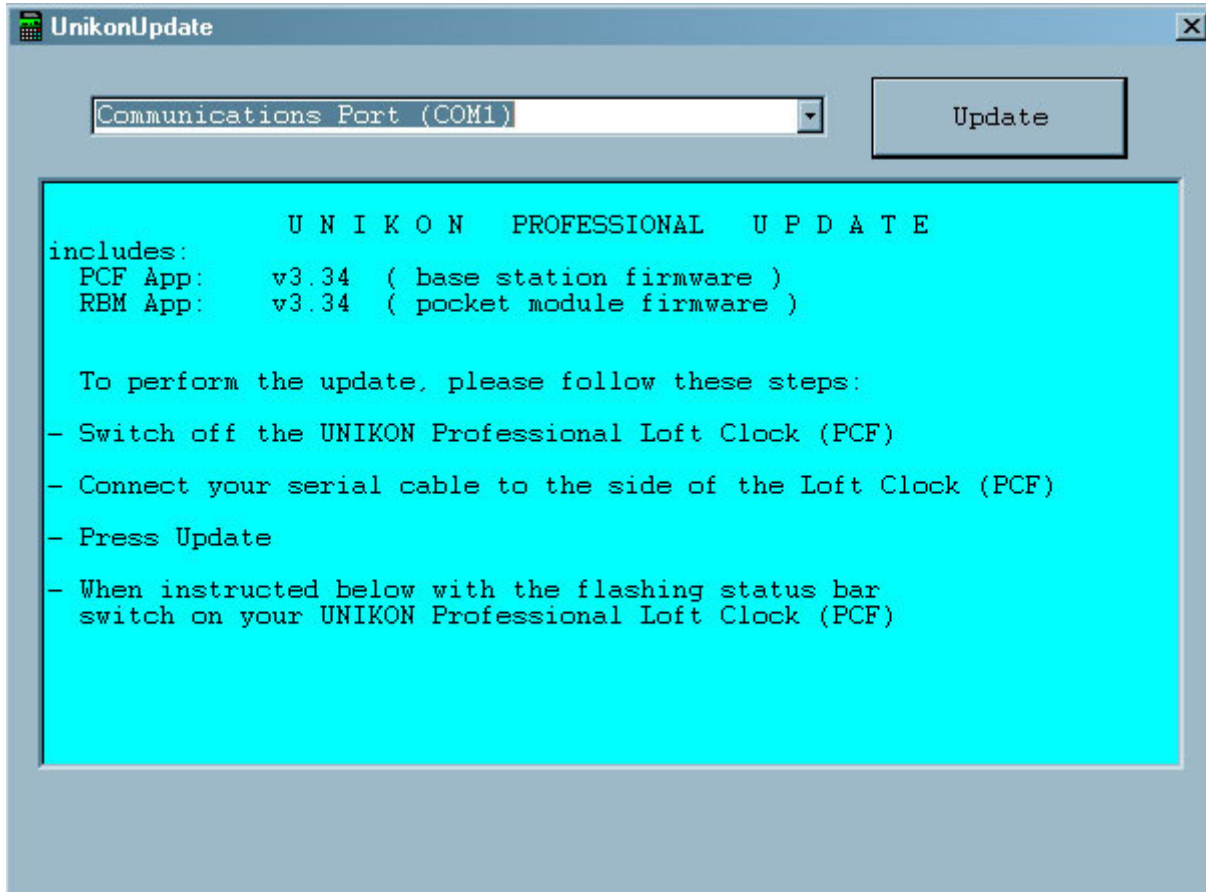 UnikonUpdate
Communications Port (COM1)
Update
U N I K O N PROFESSIONAL U P D A T E
includes:
PCF App: v3.34 ( base station firmware )
RBM App: v3.34 ( pocket module firmware )
To perform the update, please follow these steps:
- Switch off the UNIKON Professional Loft Clock (PCF)
- Connect your serial cable to the side of the Loft Clock (PCF)
- Press Update
- When instructed below with the flashing status bar
switch on your UNIKON Professional Loft Clock (PCF)